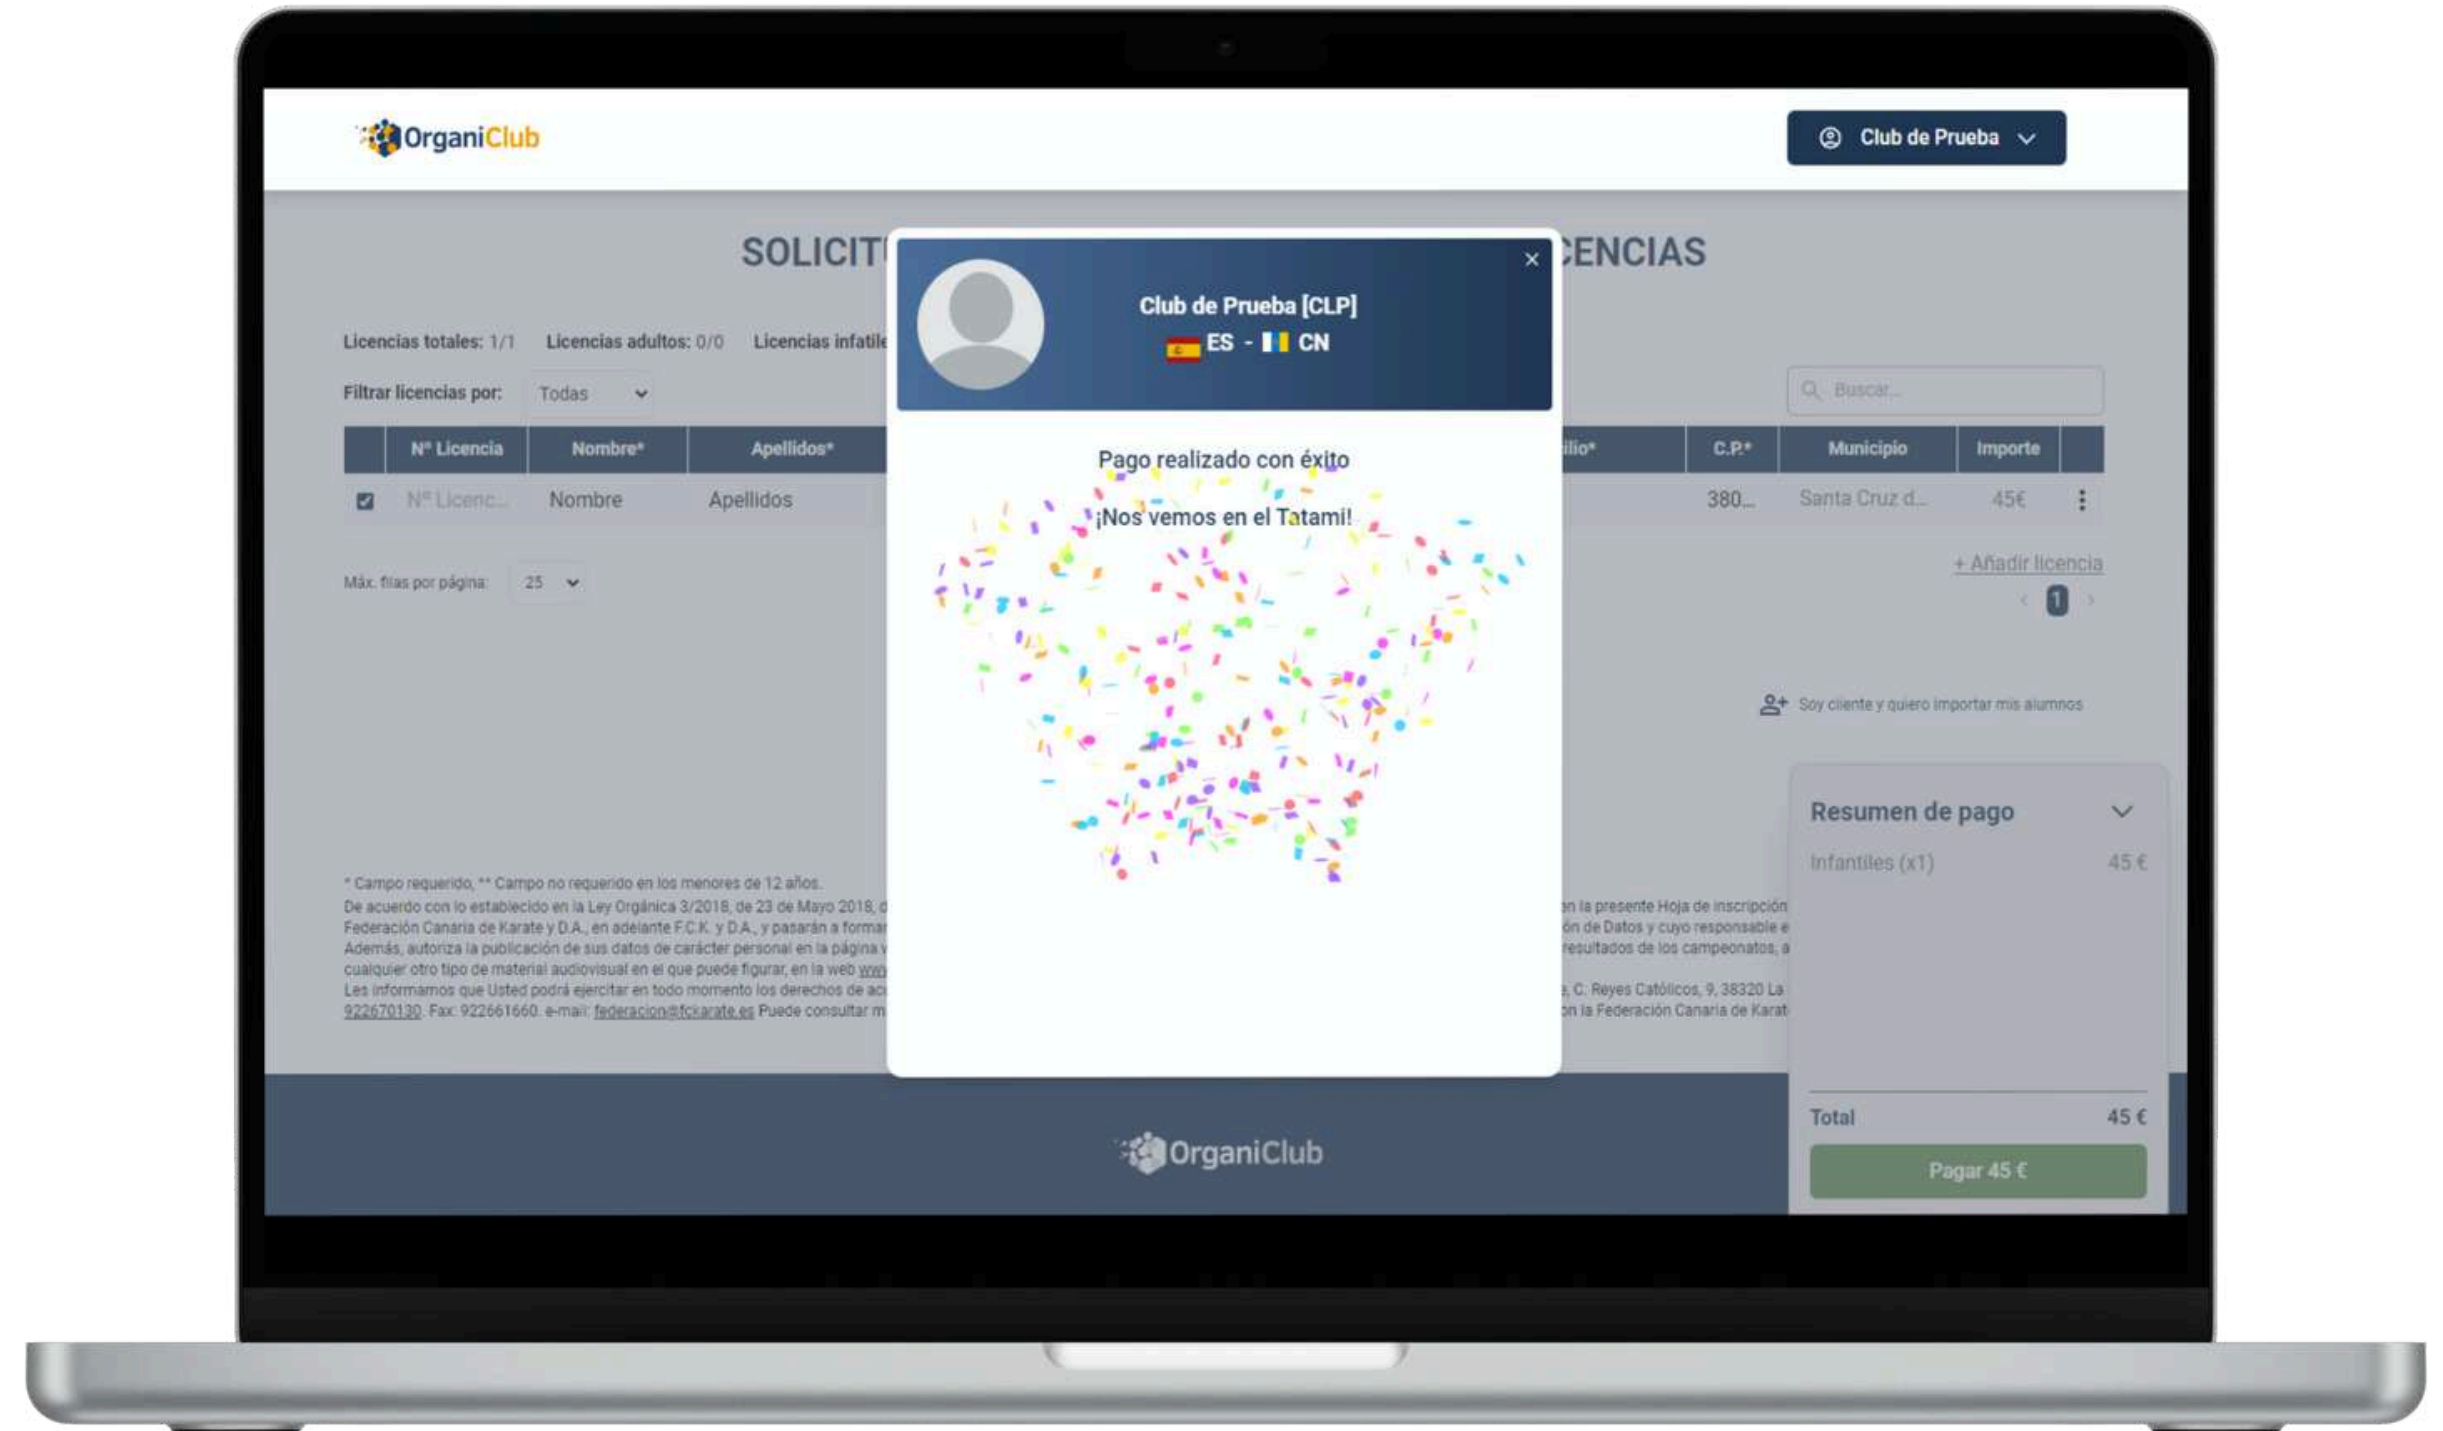 OrganiClub
Club de Prueba
SOLICIT
CENCIAS
Club de Prueba [CLP]
ES - CN
Licencias totales: 1/1 Licencias adultos: 0/0 Licencias infatile
Filtrar licencias por: Todas
Buscar...
Nº Licencia Nombre* Apellidos* ilio* C.P.* Municipio Importe
Nº Licenc... Nombre Apellidos 380... Santa Cruz d... 45€
Pago realizado con éxito
¡Nos vemos en el Tatami!
+ Añadir licencia
Máx. filas por página: 25
< 1 >
Soy cliente y quiero importar mis alumnos
Resumen de pago
Infantiles (x1) 45 €
* Campo requerido, ** Campo no requerido en los menores de 12 años.
De acuerdo con lo establecido en la Ley Orgánica 3/2018, de 23 de Mayo 2018, d
en la presente Hoja de inscripción
Federación Canaria de Karate y D.A., en adelante F.C.K. y D.A., y pasarán a formar
ón de Datos y cuyo responsable e
Además, autoriza la publicación de sus datos de carácter personal en la página v
resultados de los campeonatos, a
cualquier otro tipo de material audiovisual en el que puede figurar, en la web www
Les informamos que Usted podrá ejercitar en todo momento los derechos de acc
e, C. Reyes Católicos, 9, 38320 La
922670130. Fax: 922661660. e-mail: federacion@fckarate.es Puede consultar m
on la Federación Canaria de Karat
Total 45 €
Pagar 45 €
OrganiClub